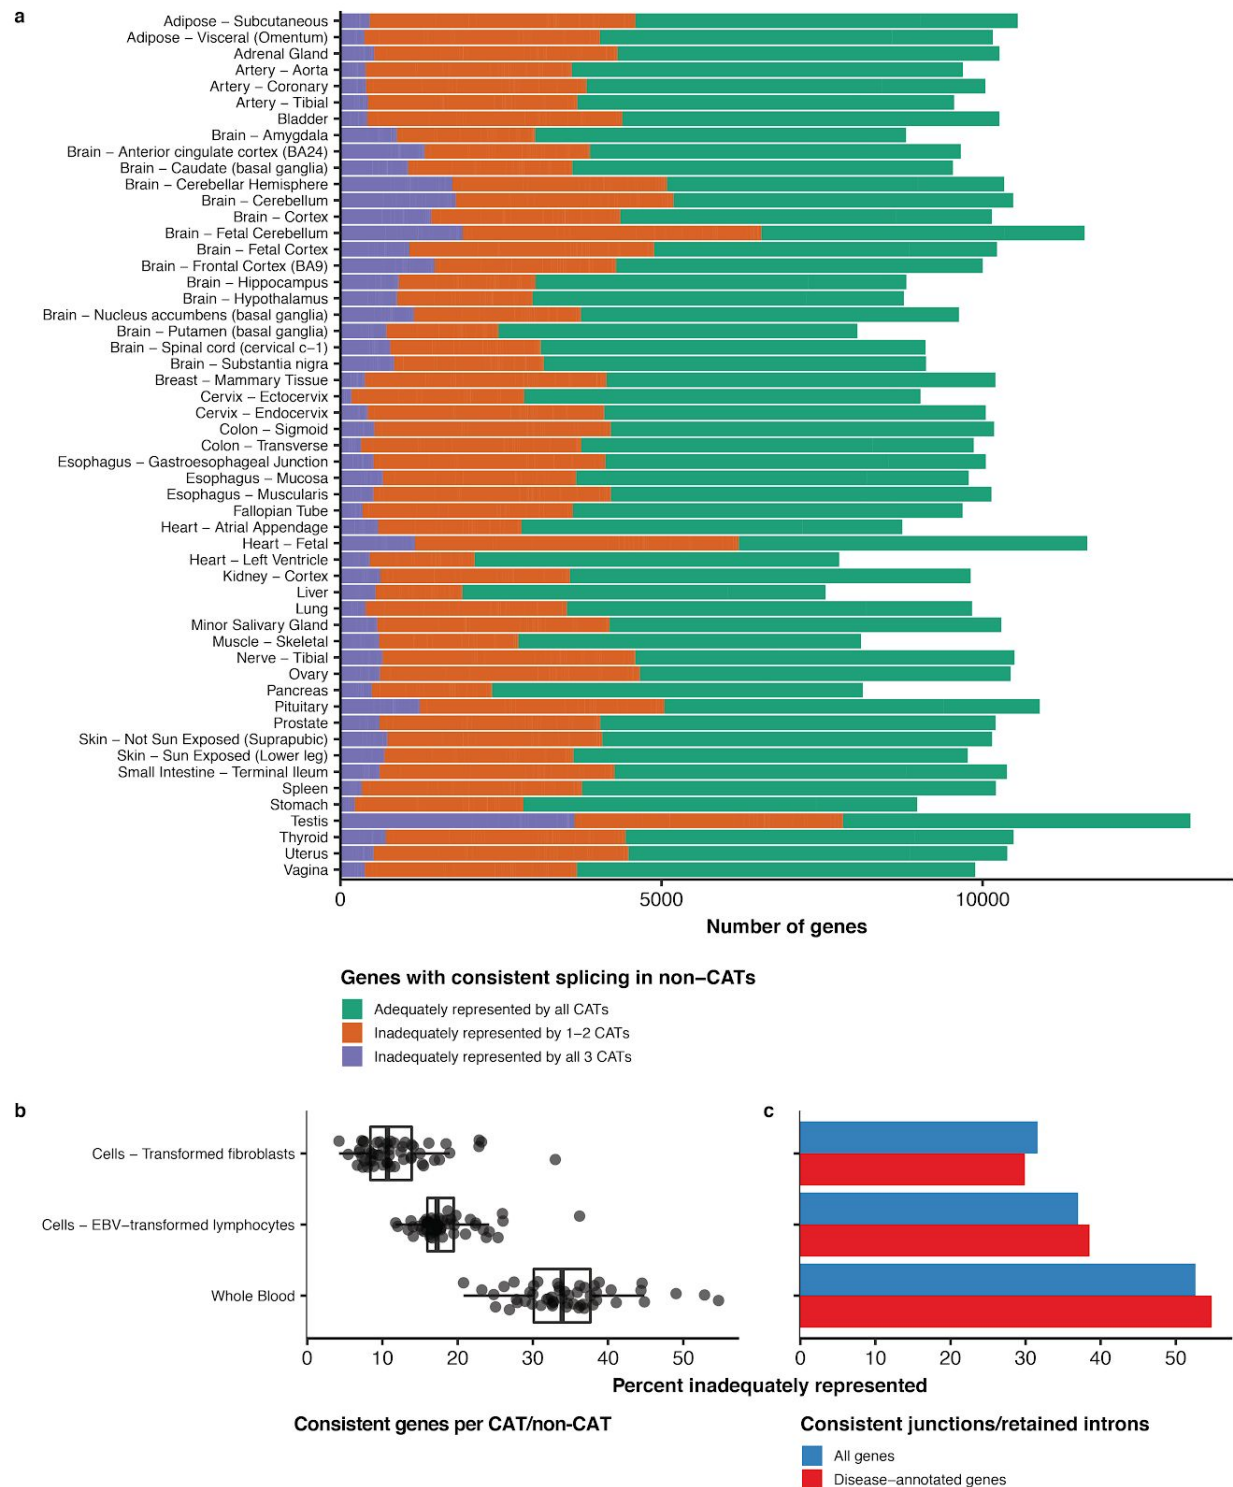 a
Adipose – Subcutaneous
Adipose – Visceral (Omentum)
Adrenal Gland
Artery – Aorta
Artery – Coronary
Artery – Tibial
Bladder
Brain – Amygdala
Brain – Anterior cingulate cortex (BA24)
Brain – Caudate (basal ganglia)
Brain – Cerebellar Hemisphere
Brain – Cerebellum
Brain – Cortex
Brain – Fetal Cerebellum
Brain – Fetal Cortex
Brain – Frontal Cortex (BA9)
Brain – Hippocampus
Brain – Hypothalamus
Brain – Nucleus accumbens (basal ganglia)
Brain – Putamen (basal ganglia)
Brain – Spinal cord (cervical c–1)
Brain – Substantia nigra
Breast – Mammary Tissue
Cervix – Ectocervix
Cervix – Endocervix
Colon – Sigmoid
Colon – Transverse
Esophagus – Gastroesophageal Junction
Esophagus – Mucosa
Esophagus – Muscularis
Fallopian Tube
Heart – Atrial Appendage
Heart – Fetal
Heart – Left Ventricle
Kidney – Cortex
Liver
Lung
Minor Salivary Gland
Muscle – Skeletal
Nerve – Tibial
Ovary
Pancreas
Pituitary
Prostate
Skin – Not Sun Exposed (Suprapubic)
Skin – Sun Exposed (Lower leg)
Small Intestine – Terminal Ileum
Spleen
Stomach
Testis
Thyroid
Uterus
Vagina
0 5000 10000
Number of genes
Genes with consistent splicing in non–CATs
Adequately represented by all CATs
Inadequately represented by 1–2 CATs
Inadequately represented by all 3 CATs
b
Cells – Transformed fibroblasts
Cells – EBV–transformed lymphocytes
Whole Blood
0 10 20 30 40 50
c
0 10 20 30 40 50
Percent inadequately represented
Consistent genes per CAT/non-CAT
Consistent junctions/retained introns
All genes
Disease–annotated genes